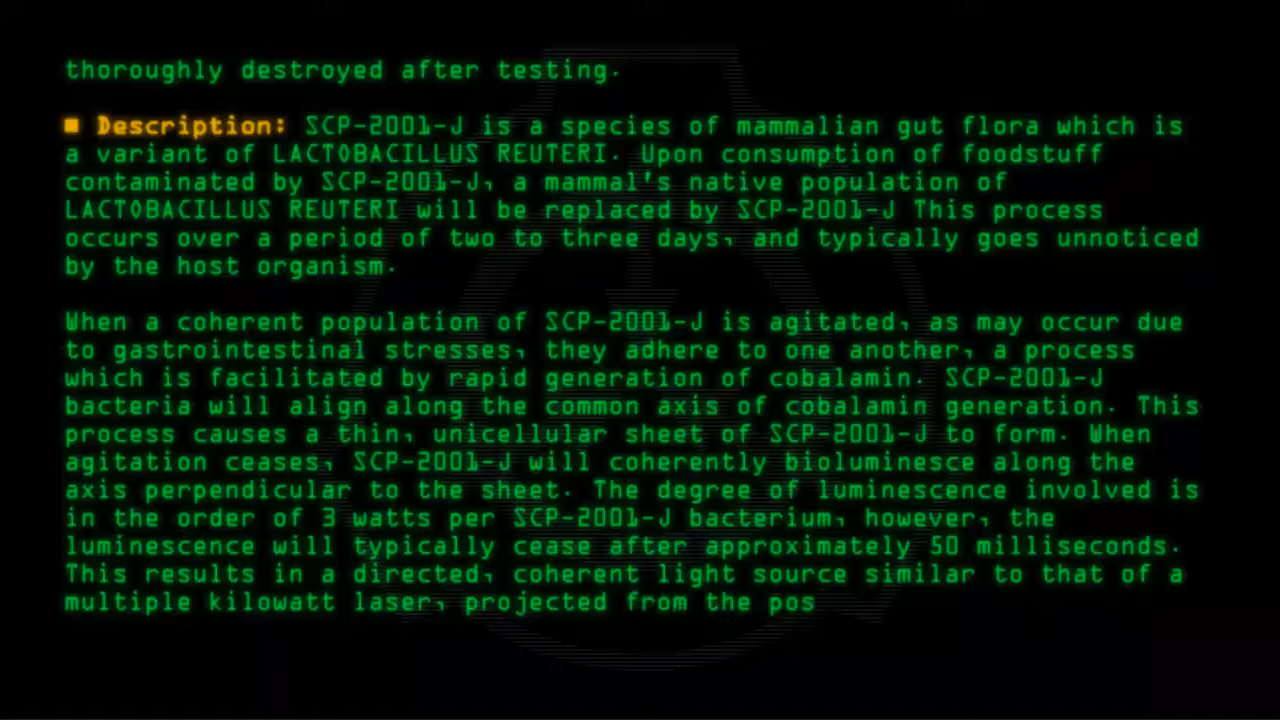 thoroughly destroyed after testing.
■ Description: SCP-2001-J is a species of mammalian gut flora which is
a variant of LACTOBACILLUS REUTERI. Upon consumption of foodstuff
contaminated by SCP-2001-J, a mammal's native population of
LACTOBACILLUS REUTERI will be replaced by SCP-2001-J This process
occurs over a period of two to three days, and typically goes unnoticed
by the host organism.
When a coherent population of SCP-2001-J is agitated, as may occur due
to gastrointestinal stresses, they adhere to one another, a process
which is facilitated by rapid generation of cobalamin. SCP-2001-J
bacteria will align along the common axis of cobalamin generation. This
process causes a thin, unicellular sheet of SCP-2001-J to form. When
agitation ceases, SCP-2001-J will coherently bioluminesce along the
axis perpendicular to the sheet. The degree of luminescence involved is
in the order of 3 watts per SCP-2001-J bacterium, however, the
luminescence will typically cease after approximately 50 milliseconds.
This results in a directed, coherent light source similar to that of a
multiple kilowatt laser, projected from the pos